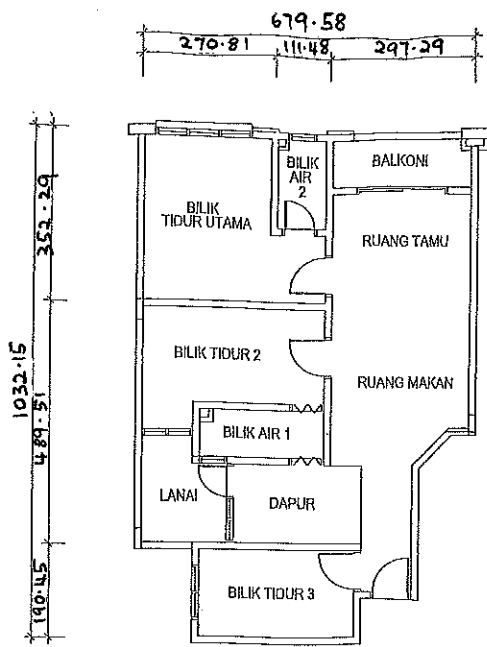 679.58
270.81 111.48 297.29
BILIK
AIR
2
BALKONI
BILIK
TIDUR UTAMA
RUANG TAMU
352.29
BILIK TIDUR 2
RUANG MAKAN
1032.15
489.51
BILIK AIR 1
LANAI
DAPUR
BILIK TIDUR 3
190.45